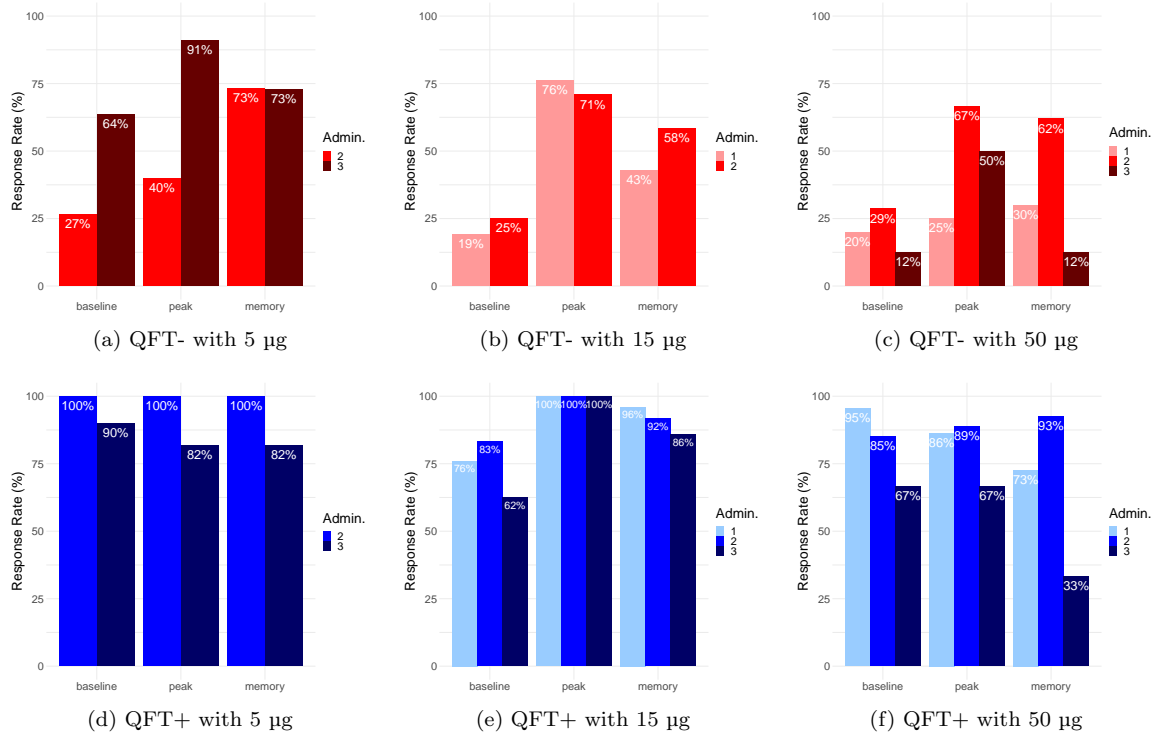 100
75
50
25
0
Response Rate (%)
27%
64%
40%
91%
73%
73%
baseline
peak
memory
Admin.
2
3
(a) QFT- with 5 µg
100
75
50
25
0
Response Rate (%)
19%
25%
76%
71%
43%
58%
baseline
peak
memory
Admin.
1
2
(b) QFT- with 15 µg
100
75
50
25
0
Response Rate (%)
20%
29%
12%
25%
67%
50%
30%
62%
12%
baseline
peak
memory
Admin.
1
2
3
(c) QFT- with 50 µg
100
75
50
25
0
Response Rate (%)
100%
90%
100%
82%
100%
82%
baseline
peak
memory
Admin.
2
3
(d) QFT+ with 5 µg
100
75
50
25
0
Response Rate (%)
76%
83%
62%
100%
100%
100%
96%
92%
86%
baseline
peak
memory
Admin.
1
2
3
(e) QFT+ with 15 µg
100
75
50
25
0
Response Rate (%)
95%
85%
67%
86%
89%
67%
73%
93%
33%
baseline
peak
memory
Admin.
1
2
3
(f) QFT+ with 50 µg